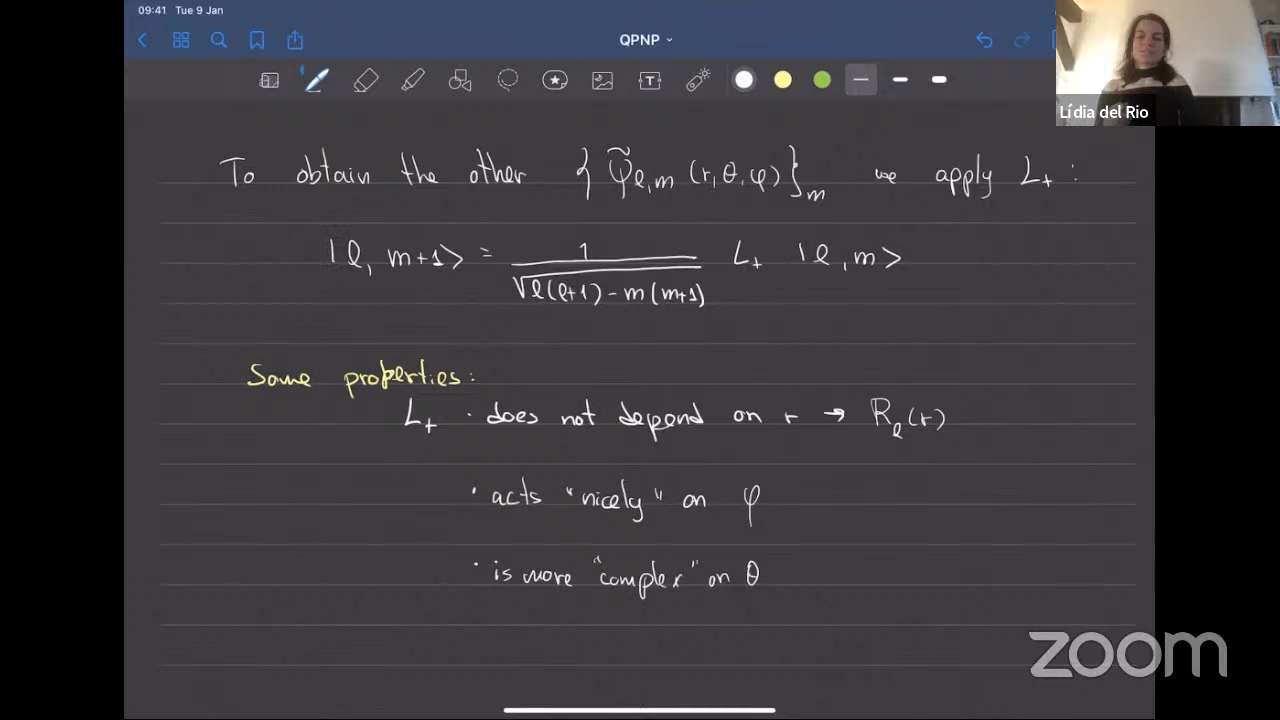 09:41 Tue 9 Jan
QPNP
Lídia del Rio
To obtain the other { φ̃ℓ,m (r,θ,φ) }m we apply L+ :
|ℓ, m+1> = 1/√ℓ(ℓ+1) - m(m+1) L+ |ℓ,m>
Some properties:
L+ · does not depend on r → Rℓ(r)
· acts "nicely" on φ
· is more "complex" on θ
zoom